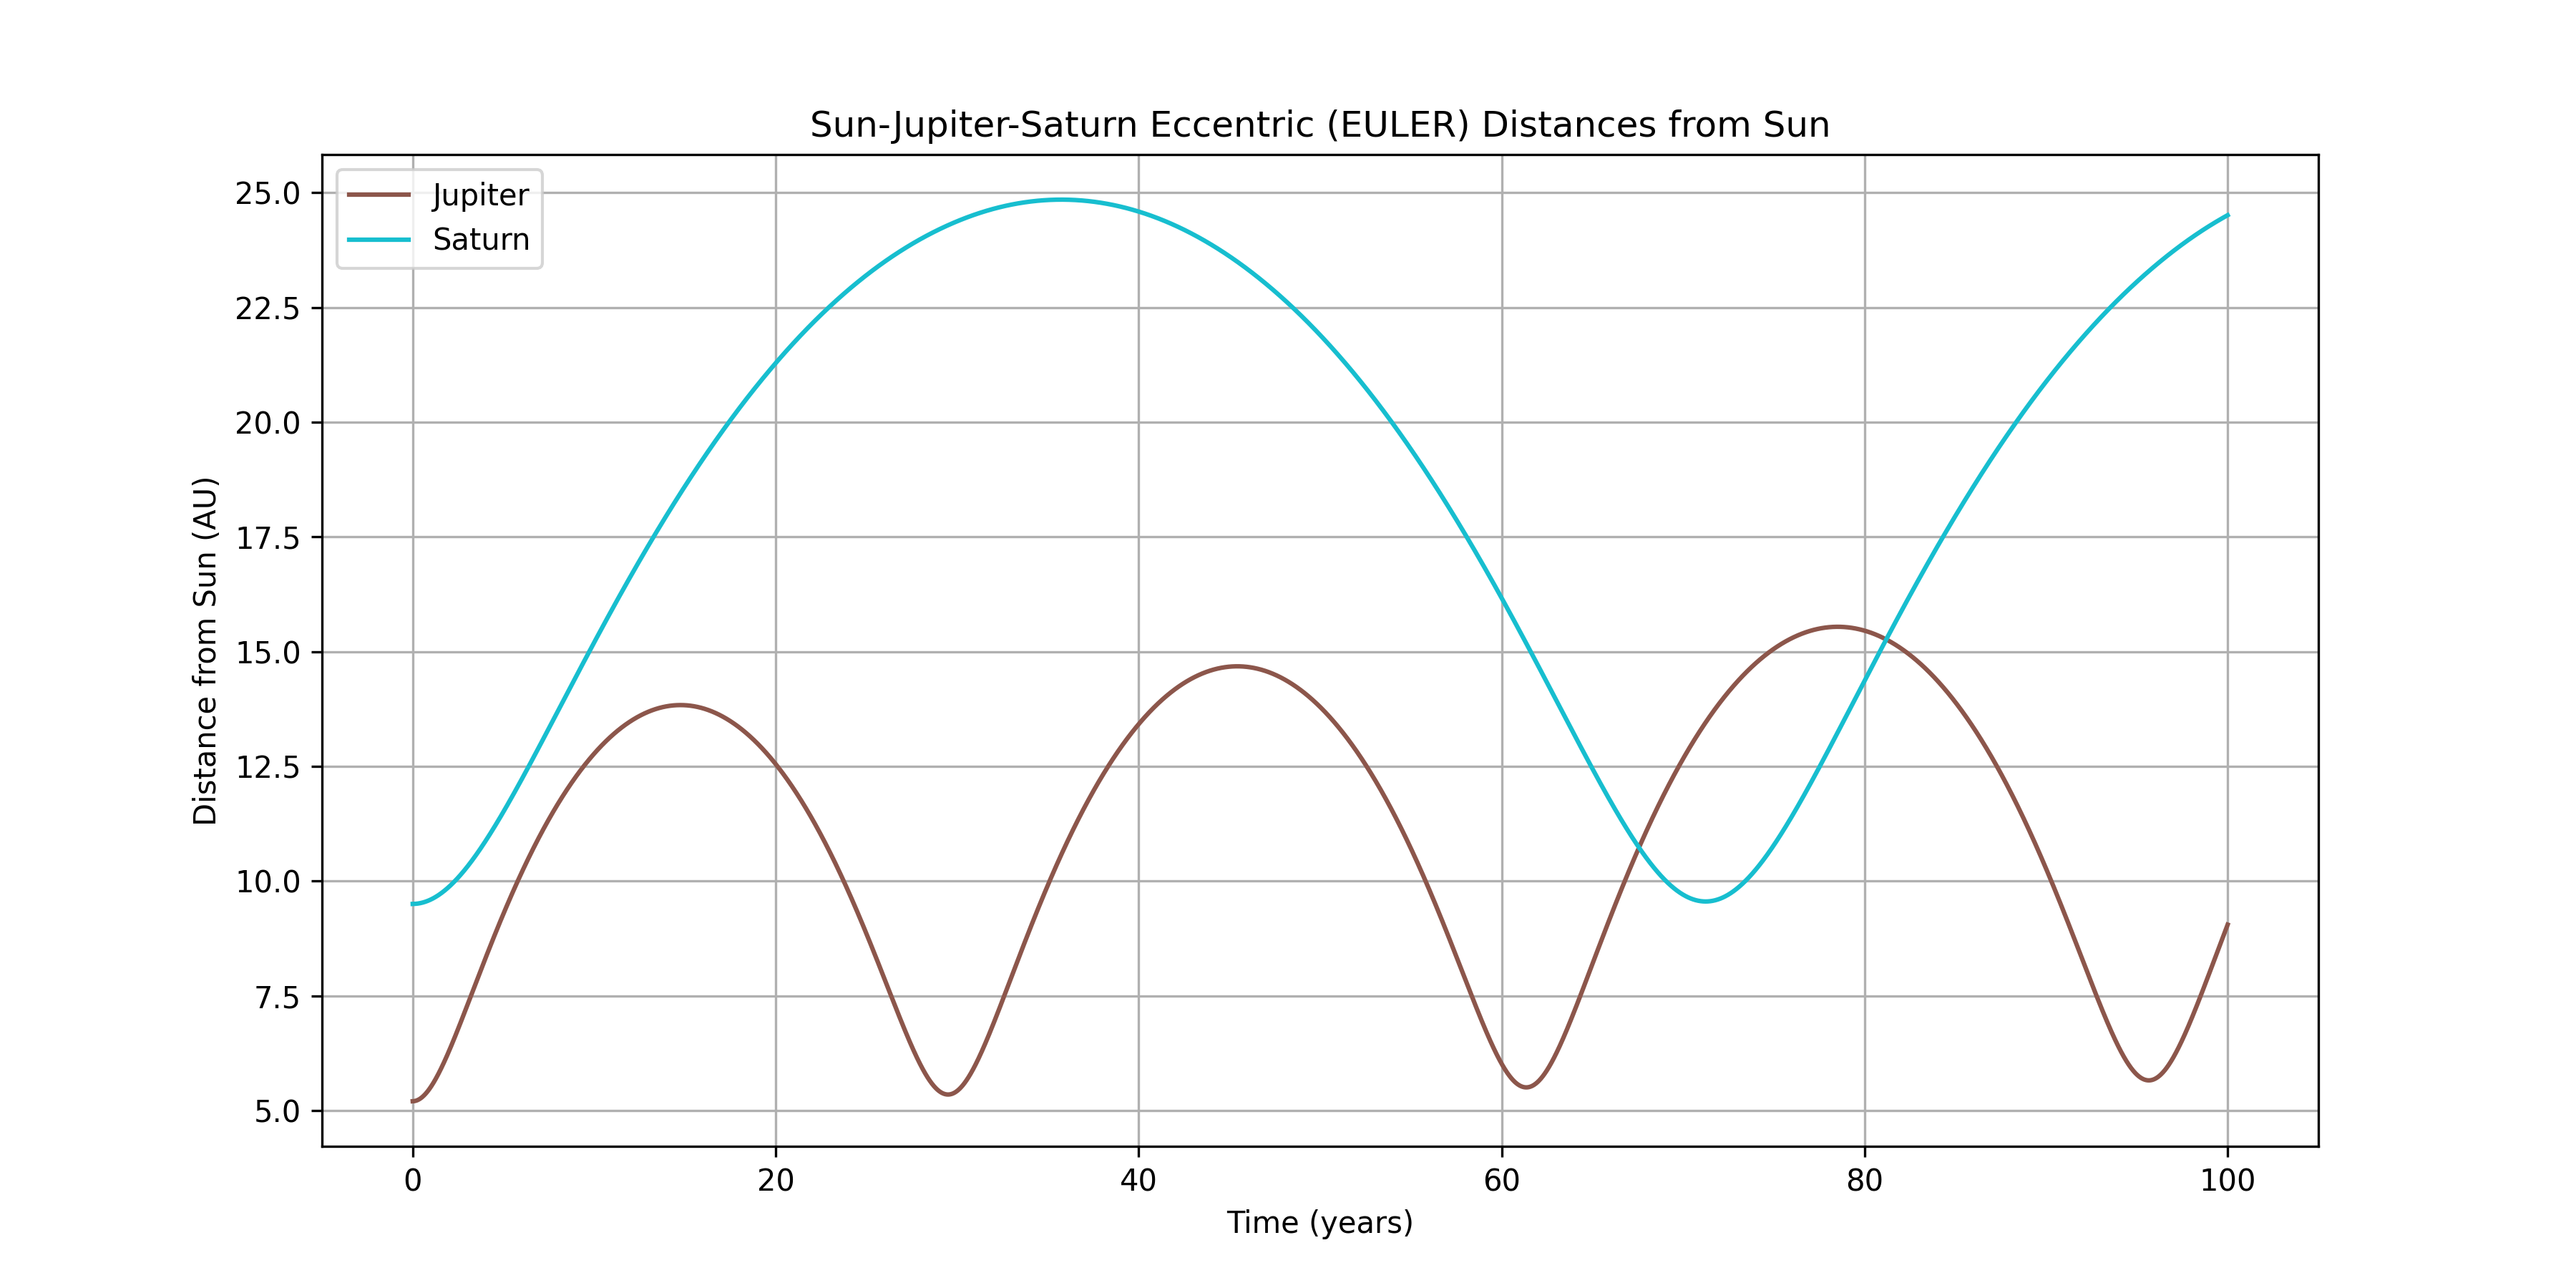 Sun-Jupiter-Saturn Eccentric (EULER) Distances from Sun
Jupiter
Saturn
Distance from Sun (AU)
25.0
22.5
20.0
17.5
15.0
12.5
10.0
7.5
5.0
0 20 40 60 80 100
Time (years)